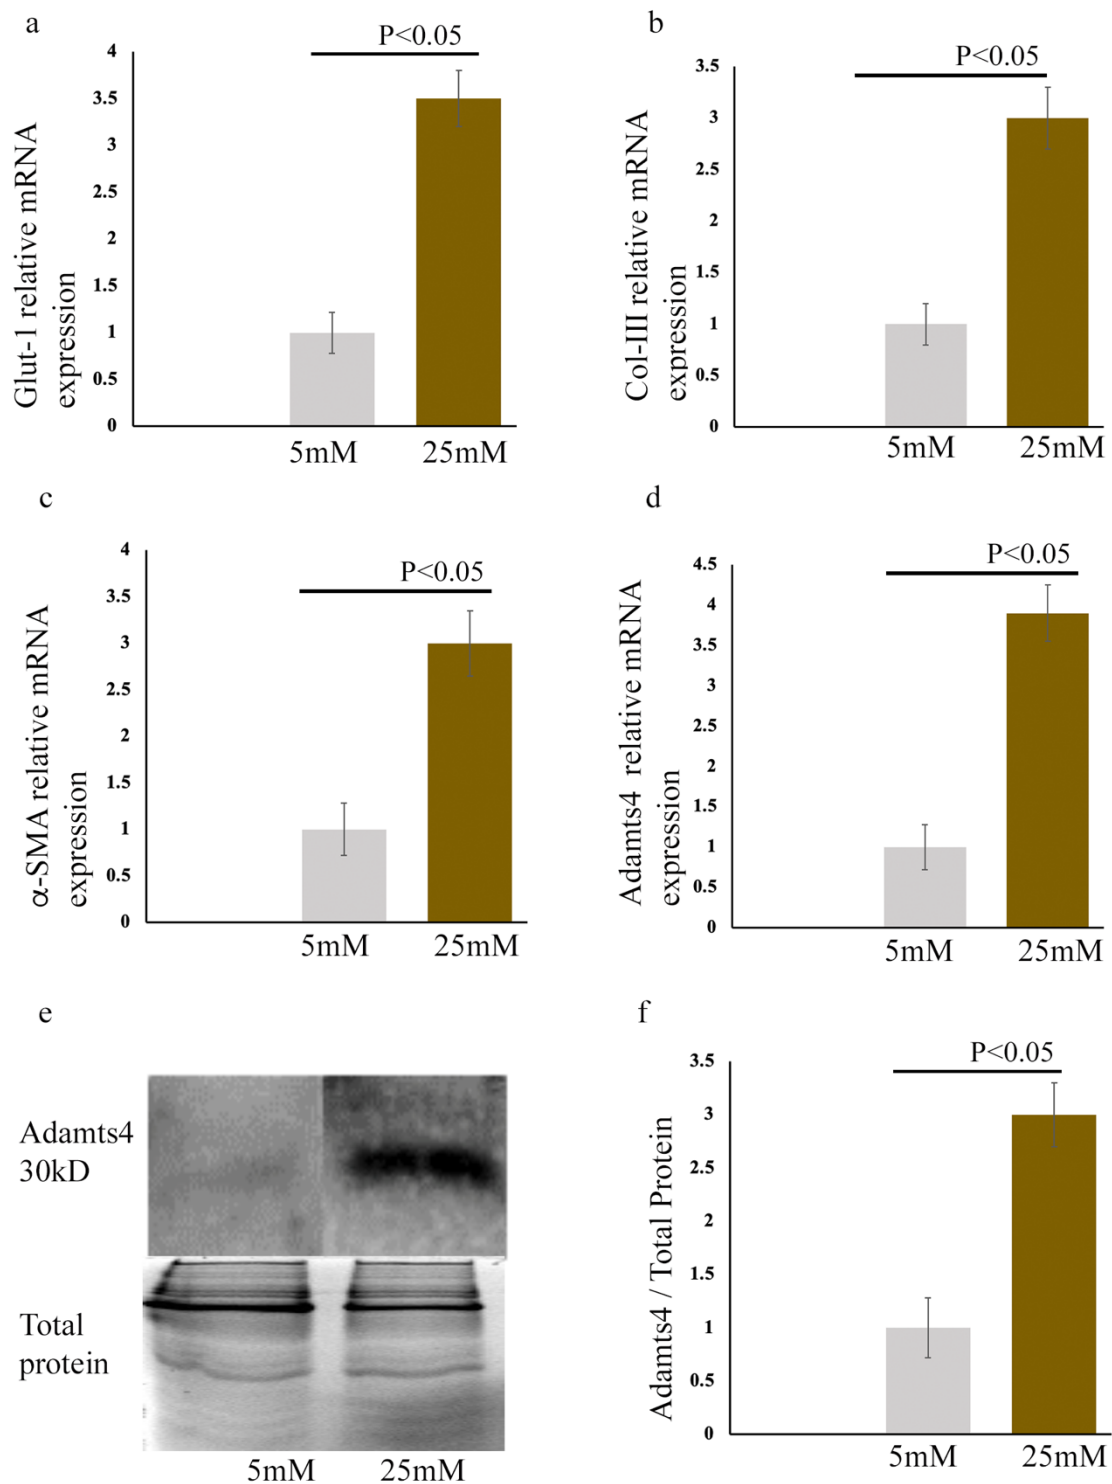 a
P<0.05
Glut-1 relative mRNA
expression
4
3.5
3
2.5
2
1.5
1
0.5
0
5mM
25mM
b
P<0.05
Col-III relative mRNA
expression
3.5
3
2.5
2
1.5
1
0.5
0
5mM
25mM
c
P<0.05
α-SMA relative mRNA
expression
4
3.5
3
2.5
2
1.5
1
0.5
0
5mM
25mM
d
P<0.05
Adamts4 relative mRNA
expression
4.5
4
3.5
3
2.5
2
1.5
1
0.5
0
5mM
25mM
e
Adamts4
30kD
Total
protein
5mM
25mM
f
P<0.05
Adamts4 / Total Protein
3.5
3
2.5
2
1.5
1
0.5
0
5mM
25mM